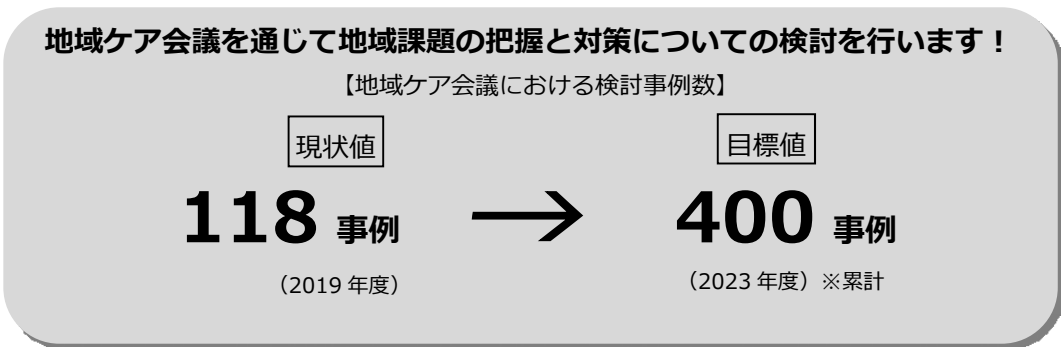 地域ケア会議を通じて地域課題の把握と対策についての検討を行います！
【地域ケア会議における検討事例数】
現状値 目標値
118 事例 → 400 事例
（2019 年度） （2023 年度）※累計